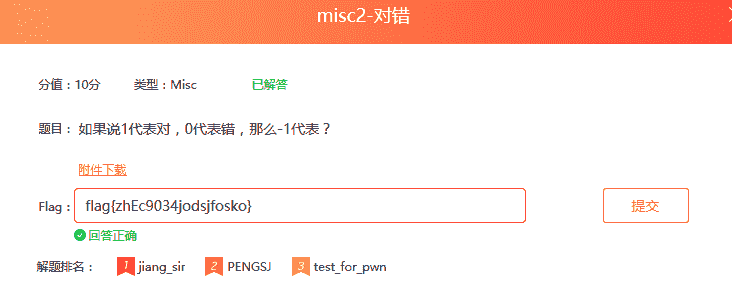 misc2-对错
分值：10分 类型：Misc 已解答
题目： 如果说1代表对，0代表错，那么-1代表？
附件下载
Flag： flag{zhEc9034jodsjfosko} 提交
回答正确
解题排名： 1 jiang_sir 2 PENGSJ 3 test_for_pwn